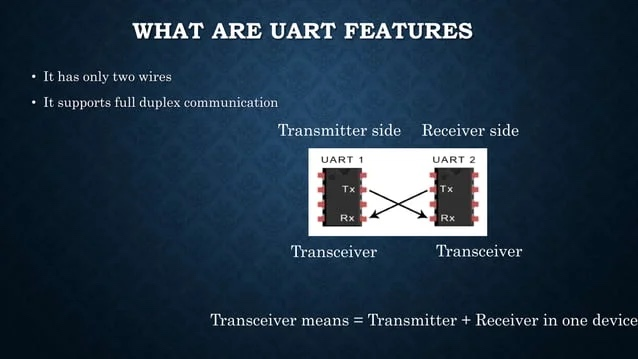 WHAT ARE UART FEATURES
• It has only two wires
• It supports full duplex communication
Transmitter side Receiver side
UART 1 UART 2
Tx Tx
Rx Rx
Transceiver Transceiver
Transceiver means = Transmitter + Receiver in one device